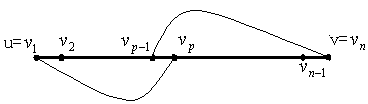 u=v₁ v₂ vₚ₋₁ vₚ vₙ₋₁ v=vₙ